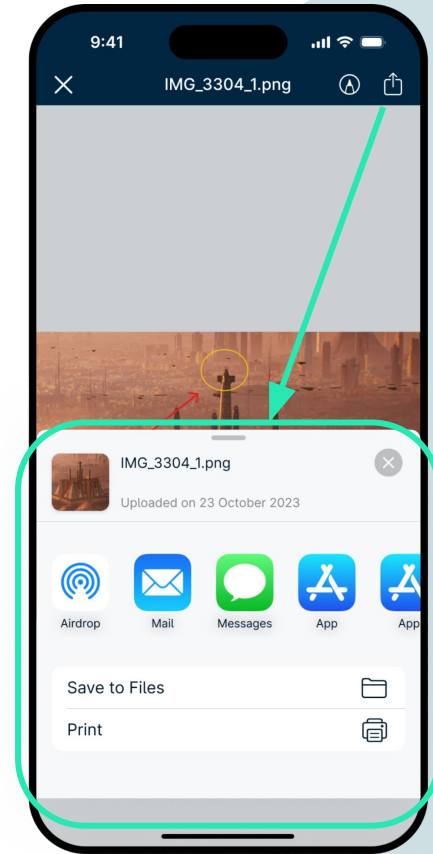 9:41
IMG_3304_1.png
IMG_3304_1.png
Uploaded on 23 October 2023
Airdrop Mail Messages App App
Save to Files
Print